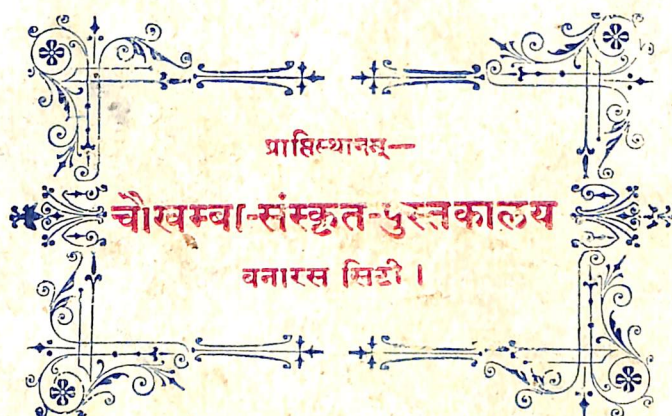 प्राप्तिस्थानम्—
चौखम्बा-संस्कृत-पुस्तकालय
बनारस सिटी ।